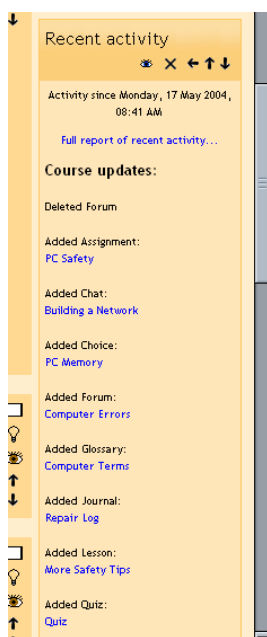 Recent activity
Activity since Monday, 17 May 2004,
08:41 AM
Full report of recent activity...
Course updates:
Deleted Forum
Added Assignment:
PC Safety
Added Chat:
Building a Network
Added Choice:
PC Memory
Added Forum:
Computer Errors
Added Glossary:
Computer Terms
Added Journal:
Repair Log
Added Lesson:
More Safety Tips
Added Quiz:
Quiz